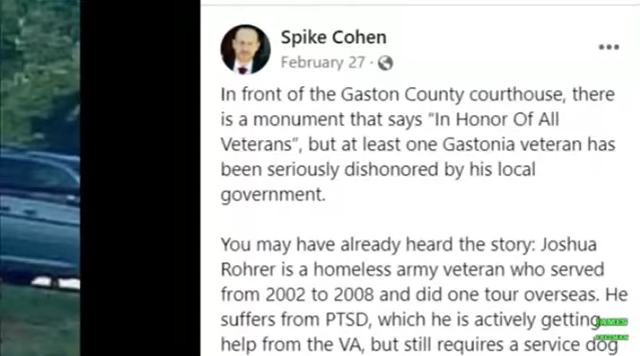 Spike Cohen
February 27 ·
In front of the Gaston County courthouse, there
is a monument that says "In Honor Of All
Veterans", but at least one Gastonia veteran has
been seriously dishonored by his local
government.
You may have already heard the story: Joshua
Rohrer is a homeless army veteran who served
from 2002 to 2008 and did one tour overseas. He
suffers from PTSD, which he is actively getting
help from the VA, but still requires a service dog
JAMES